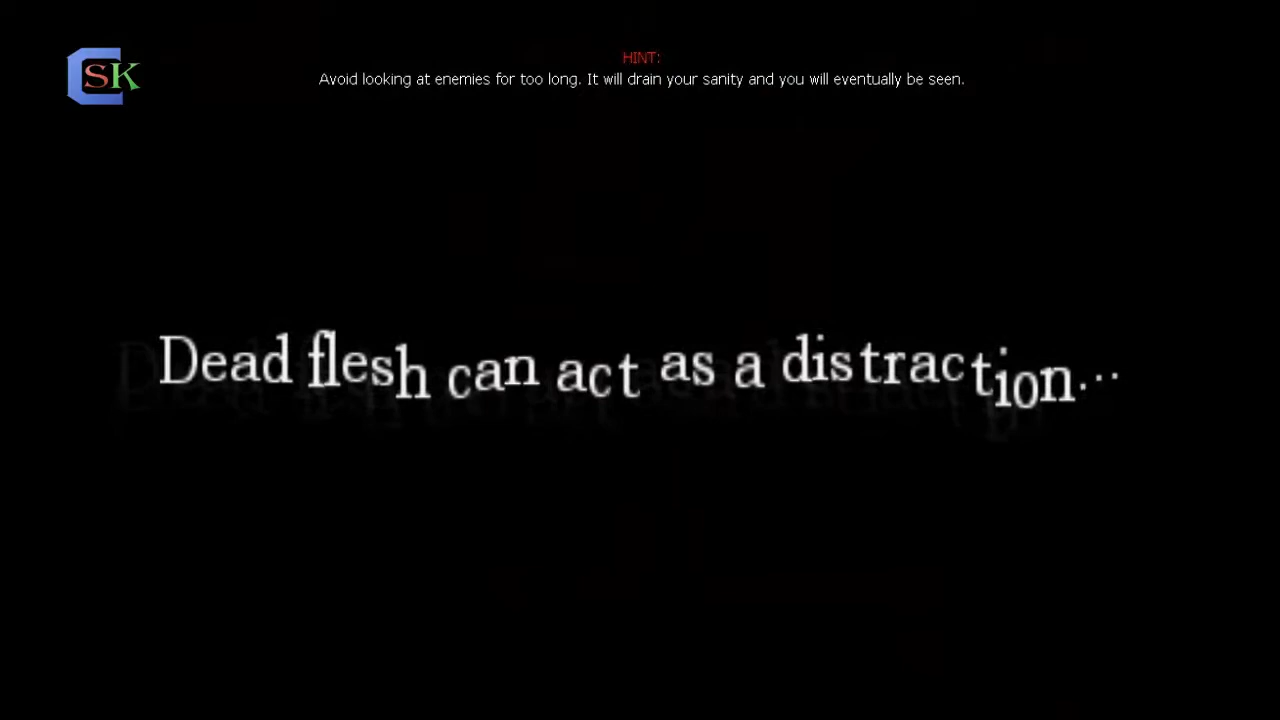 CSK
HINT:
Avoid looking at enemies for too long. It will drain your sanity and you will eventually be seen.
Dead flesh can act as a distraction...